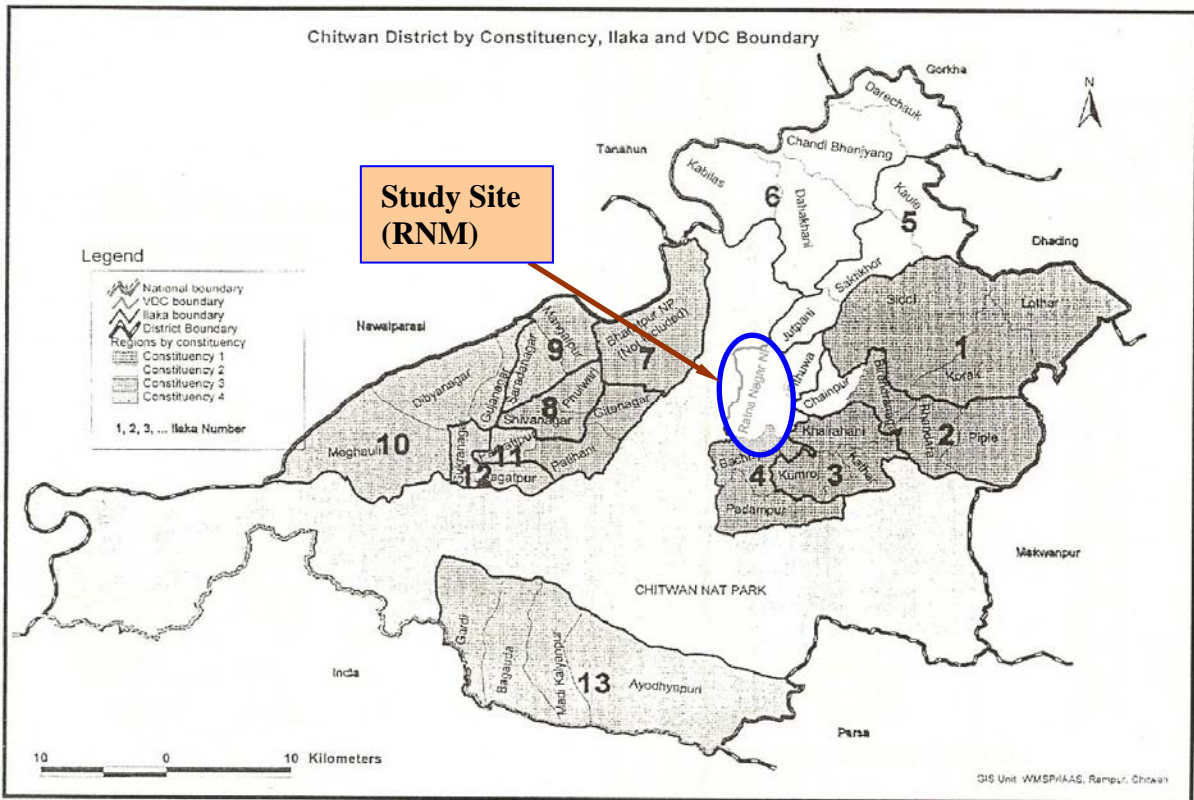 Chitwan District by Constituency, Ilaka and VDC Boundary
Gorkha
N
Darechauk
Tanahun
Chandi Bhanjyang
Kabilas
6
Dahakhani
Kaule
5
Study Site
(RNM)
Dhading
Legend
National boundary
VDC boundary
Ilaka boundary
District Boundary
Regions by constituency
Constituency 1
Constituency 2
Constituency 3
Constituency 4
1, 2, 3, ... Ilaka Number
Saktikhor
Siddi
Lothar
Nawalparasi
Mangalpur
9
Bharatpur NP
(Not Included)
7
Jutpani
1
Korak
Ratna Nagar NP
Chainpur
Dibyanagar
Saradanagar
8
Phulwari
Shivanagar
Gitanagar
Meghauli
10
11
Patihani
12
Khairahani
1
2
Piple
4
Kumroj
3
Kathar
Padampur
Makwanpur
CHITWAN NAT PARK
Gardi
Bagauda
Madi Kalyanpur
13
Ayodhyapuri
India
Parsa
10 0 10 Kilometers
GIS Unit WMSP/IAAS, Rampur, Chitwan